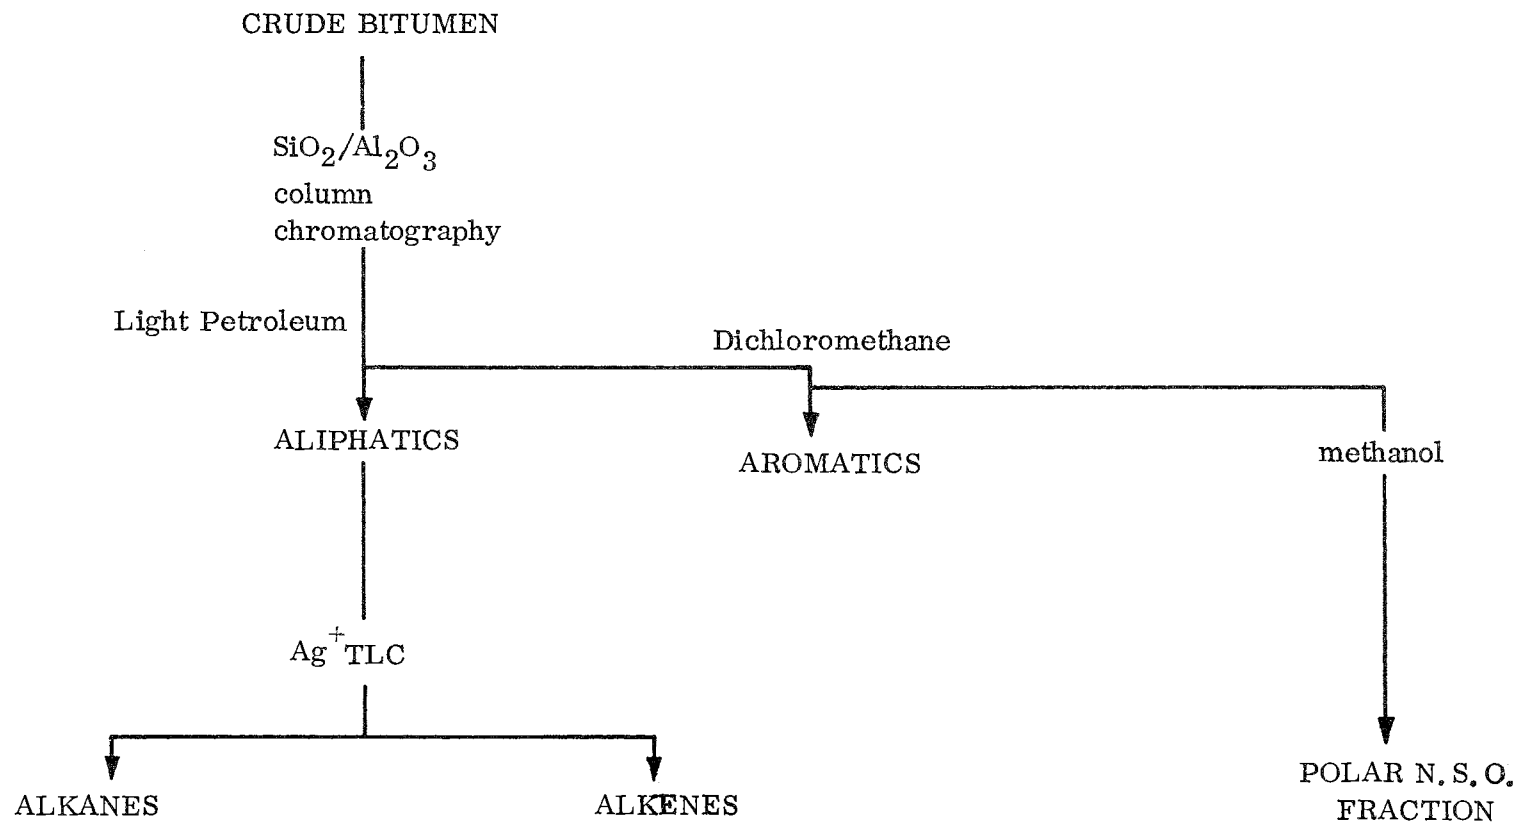 CRUDE BITUMEN
SiO₂/Al₂O₃
column
chromatography
Light Petroleum
Dichloromethane
ALIPHATICS
AROMATICS
methanol
Ag⁺TLC
ALKANES
ALKENES
POLAR N. S. O.
FRACTION